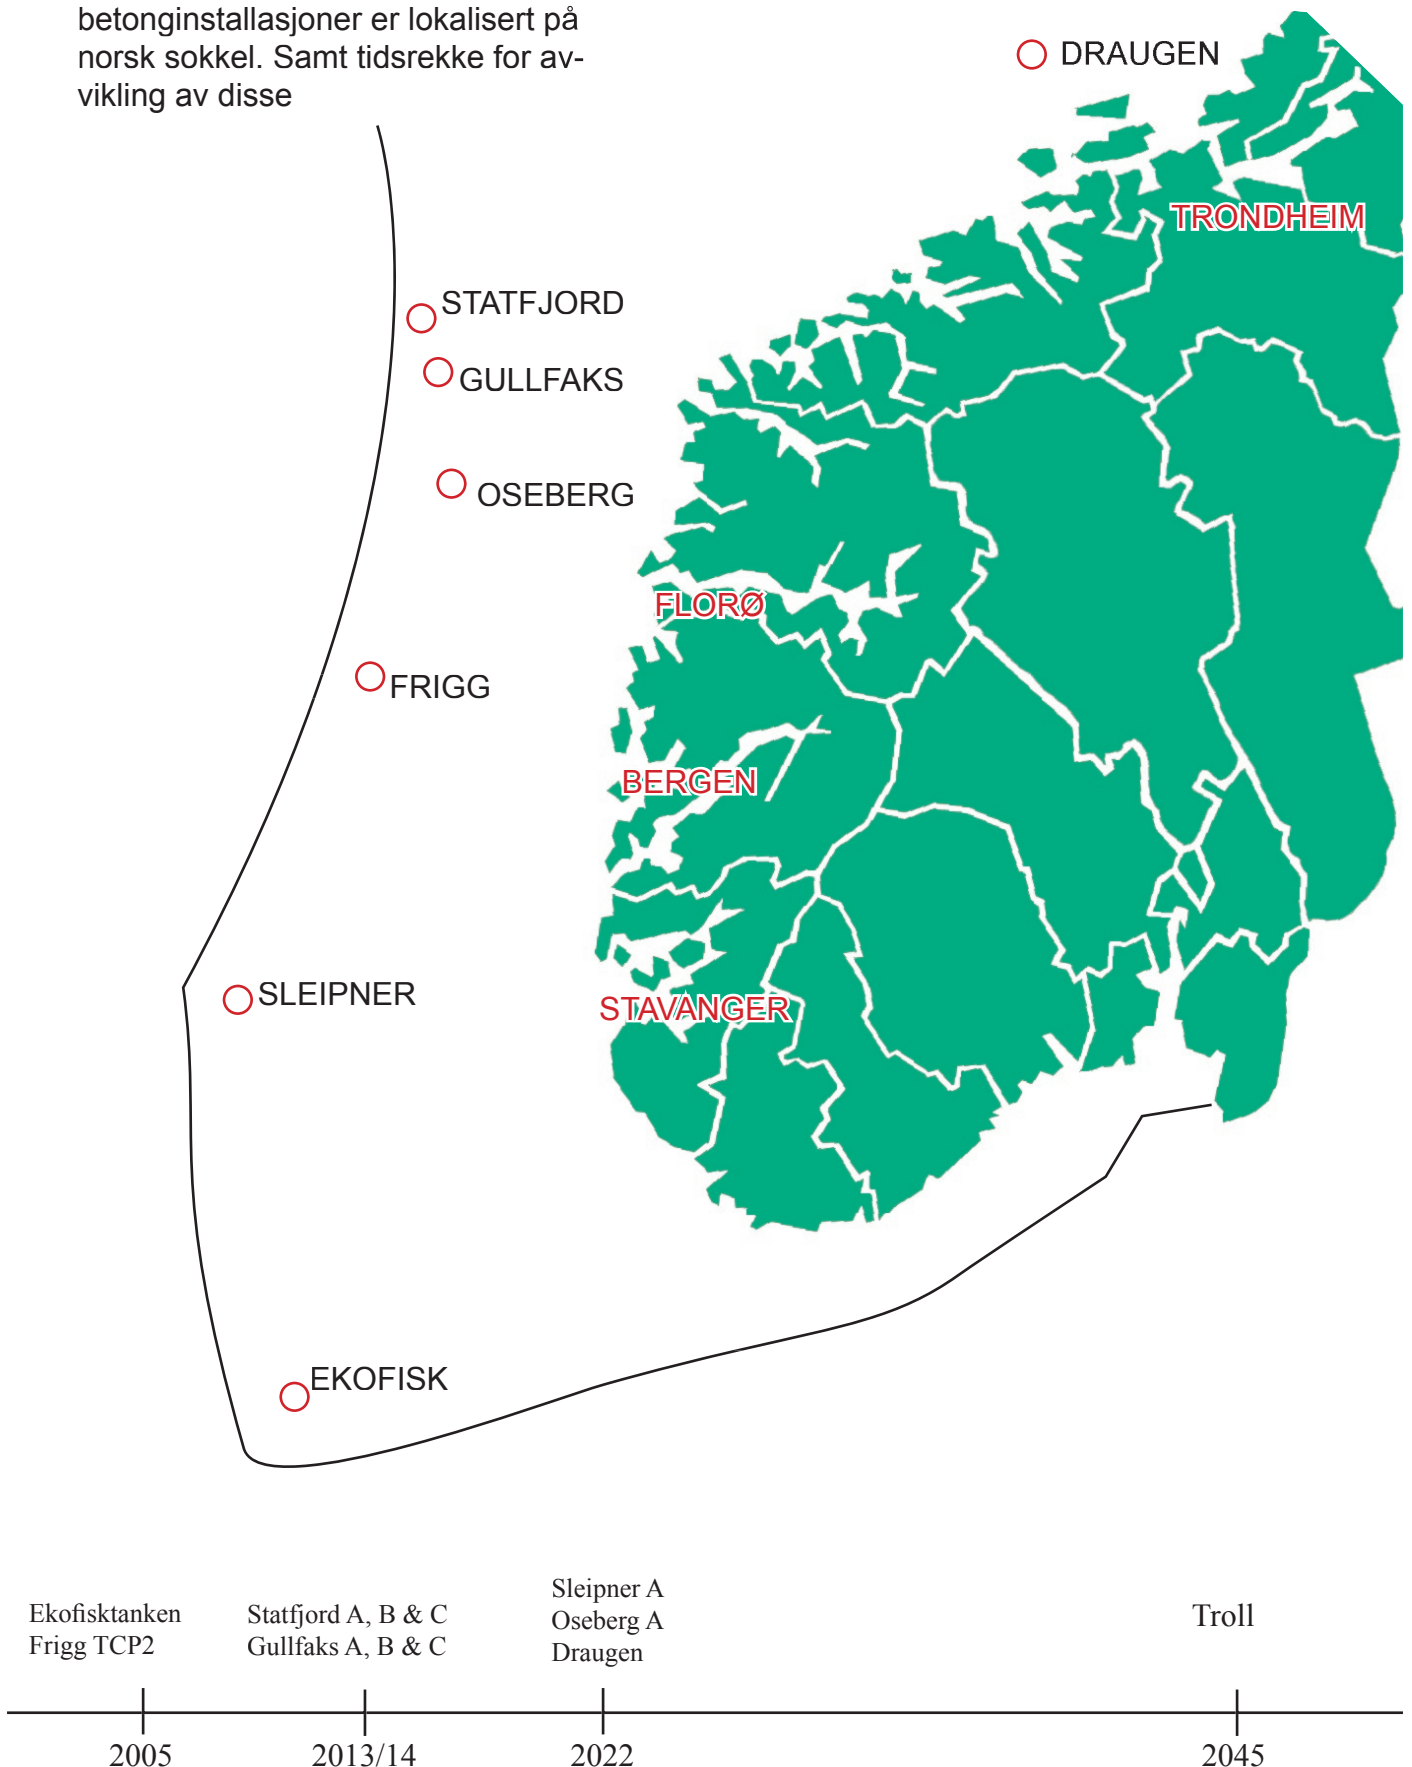 betonginstallasjoner er lokalisert på
norsk sokkel. Samt tidsrekke for av-
vikling av disse
DRAUGEN
TRONDHEIM
STATFJORD
GULLFAKS
OSEBERG
FLORØ
FRIGG
BERGEN
SLEIPNER
STAVANGER
EKOFISK
Ekofisktanken
Frigg TCP2
Statfjord A, B & C
Gullfaks A, B & C
Sleipner A
Oseberg A
Draugen
Troll
2005
2013/14
2022
2045